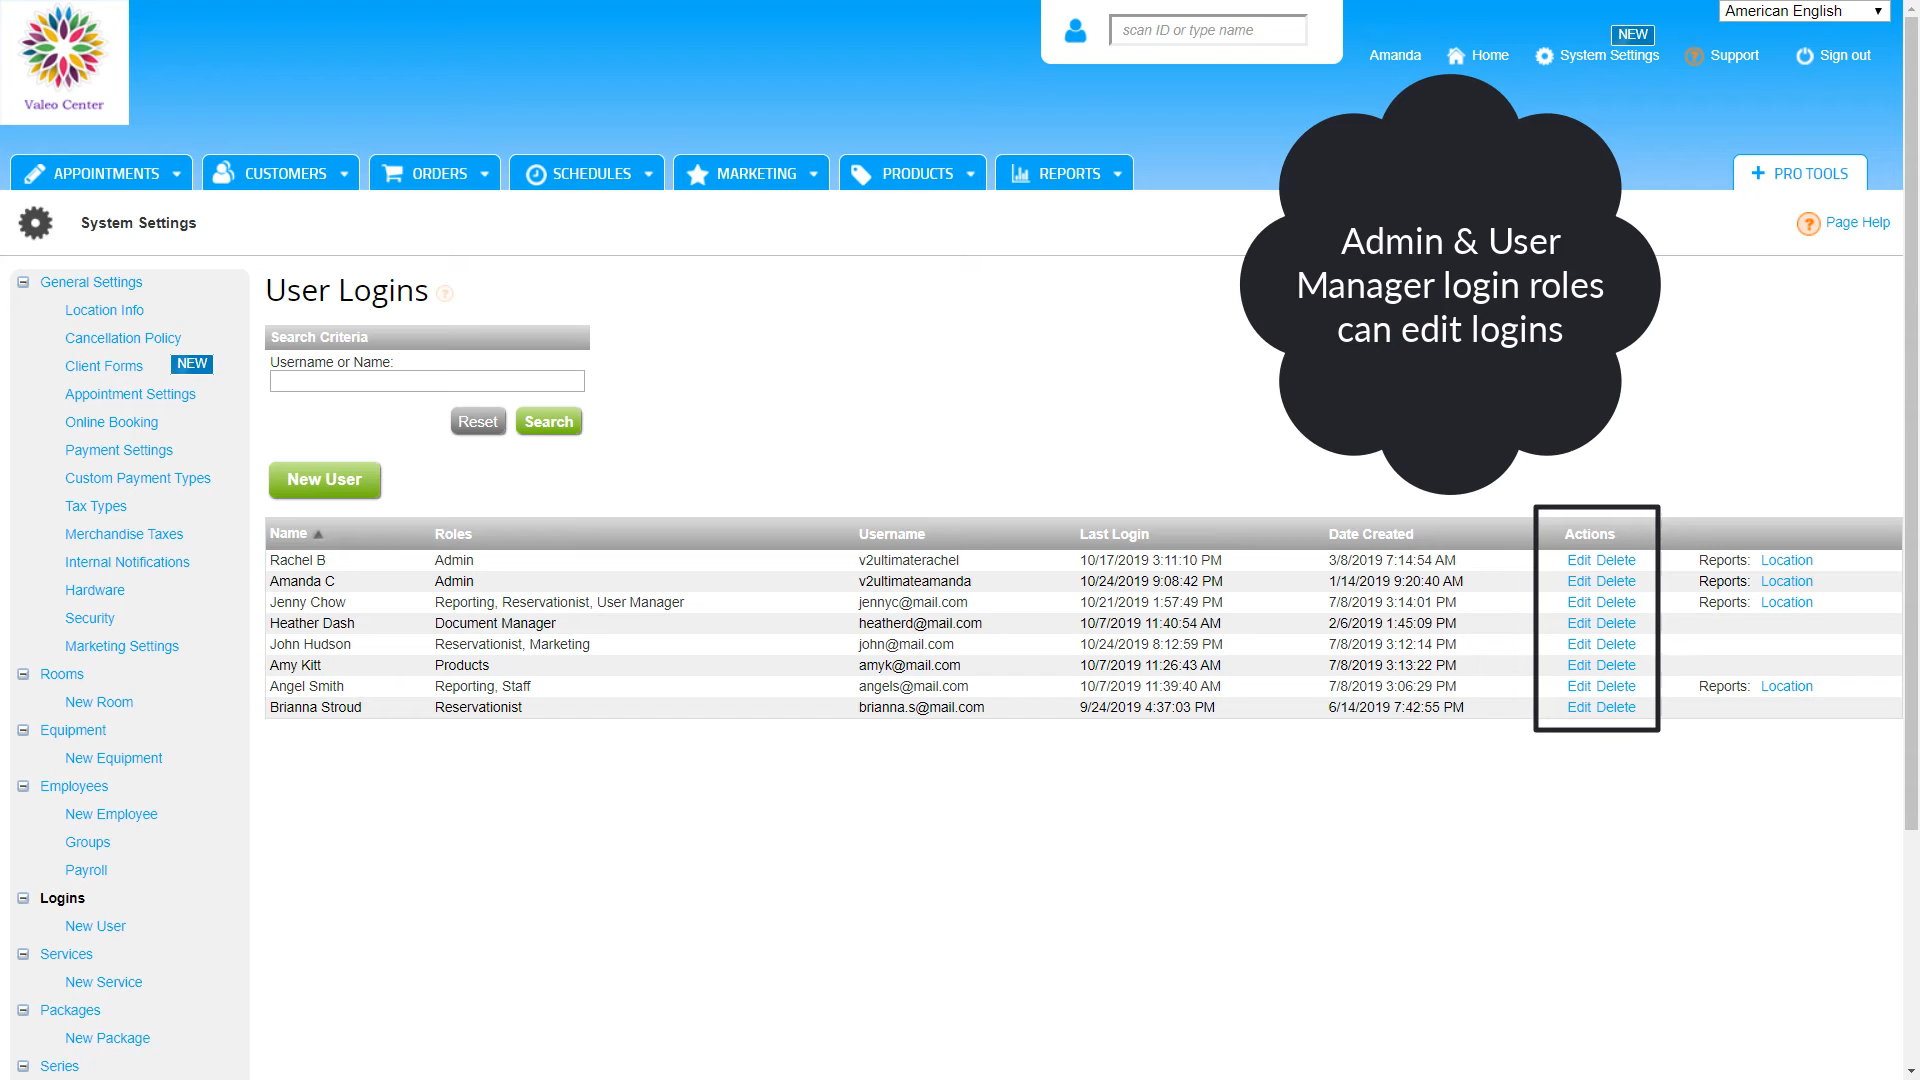 American English
scan ID or type name
NEW
Amanda Home System Settings Support Sign out
Valeo Center
APPOINTMENTS CUSTOMERS ORDERS SCHEDULES MARKETING PRODUCTS REPORTS + PRO TOOLS
System Settings
? Page Help
General Settings
Location Info
Cancellation Policy
Client Forms NEW
Appointment Settings
Online Booking
Payment Settings
Custom Payment Types
Tax Types
Merchandise Taxes
Internal Notifications
Hardware
Security
Marketing Settings
Rooms
New Room
Equipment
New Equipment
Employees
New Employee
Groups
Payroll
Logins
New User
Services
New Service
Packages
New Package
Series
User Logins ?
Search Criteria
Username or Name:
Reset Search
New User
Admin & User
Manager login roles
can edit logins
Name Roles Username Last Login Date Created Actions
Rachel B Admin v2ultimaterachel 10/17/2019 3:11:10 PM 3/8/2019 7:14:54 AM Edit Delete Reports: Location
Amanda C Admin v2ultimateamanda 10/24/2019 9:08:42 PM 1/14/2019 9:20:40 AM Edit Delete Reports: Location
Jenny Chow Reporting, Reservationist, User Manager jennyc@mail.com 10/21/2019 1:57:49 PM 7/8/2019 3:14:01 PM Edit Delete Reports: Location
Heather Dash Document Manager heatherd@mail.com 10/7/2019 11:40:54 AM 2/6/2019 1:45:09 PM Edit Delete
John Hudson Reservationist, Marketing john@mail.com 10/24/2019 8:12:59 PM 7/8/2019 3:12:14 PM Edit Delete
Amy Kitt Products amyk@mail.com 10/7/2019 11:26:43 AM 7/8/2019 3:13:22 PM Edit Delete
Angel Smith Reporting, Staff angels@mail.com 10/7/2019 11:39:40 AM 7/8/2019 3:06:29 PM Edit Delete Reports: Location
Brianna Stroud Reservationist brianna.s@mail.com 9/24/2019 4:37:03 PM 6/14/2019 7:42:55 PM Edit Delete